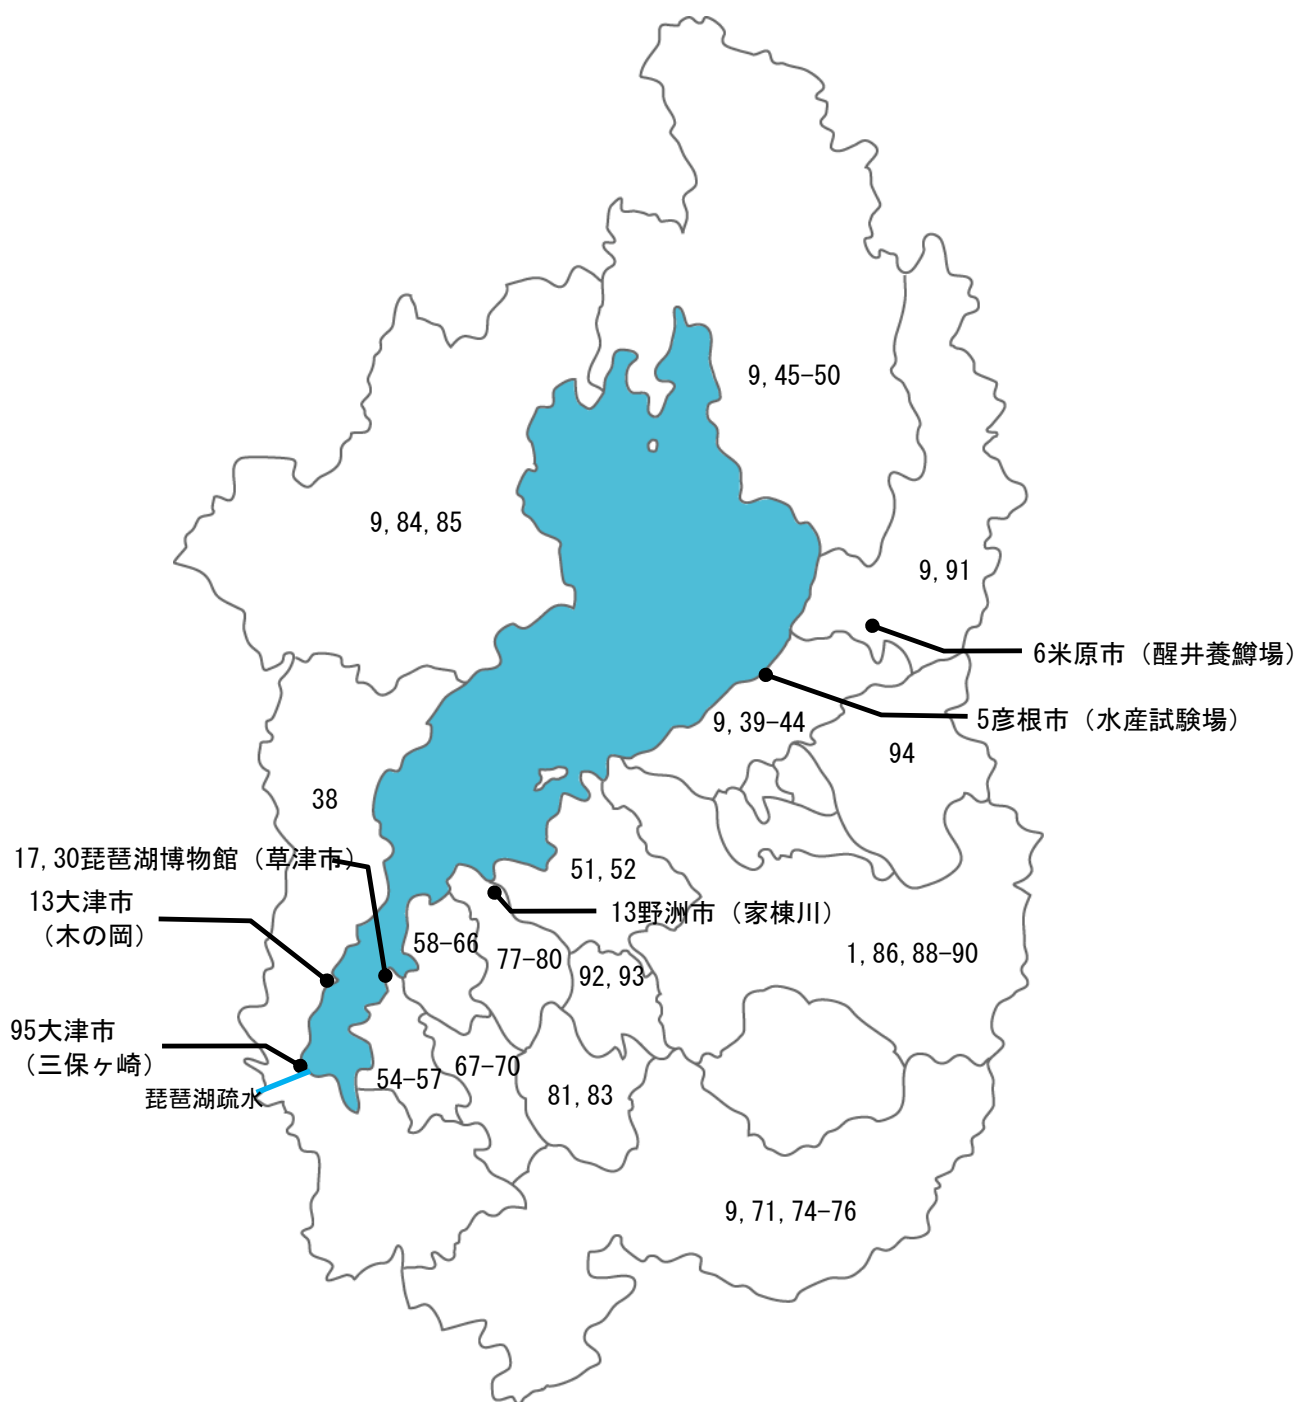 9, 45-50
9, 84, 85
9, 91
6米原市（醒井養鱒場）
5彦根市（水産試験場）
9, 39-44
94
38
17, 30琵琶湖博物館（草津市）
51, 52
13大津市
（木の岡）
13野洲市（家棟川）
58-66
77-80
92, 93
1, 86, 88-90
95大津市
（三保ヶ崎）
67-70
54-57
81, 83
琵琶湖疏水
9, 71, 74-76